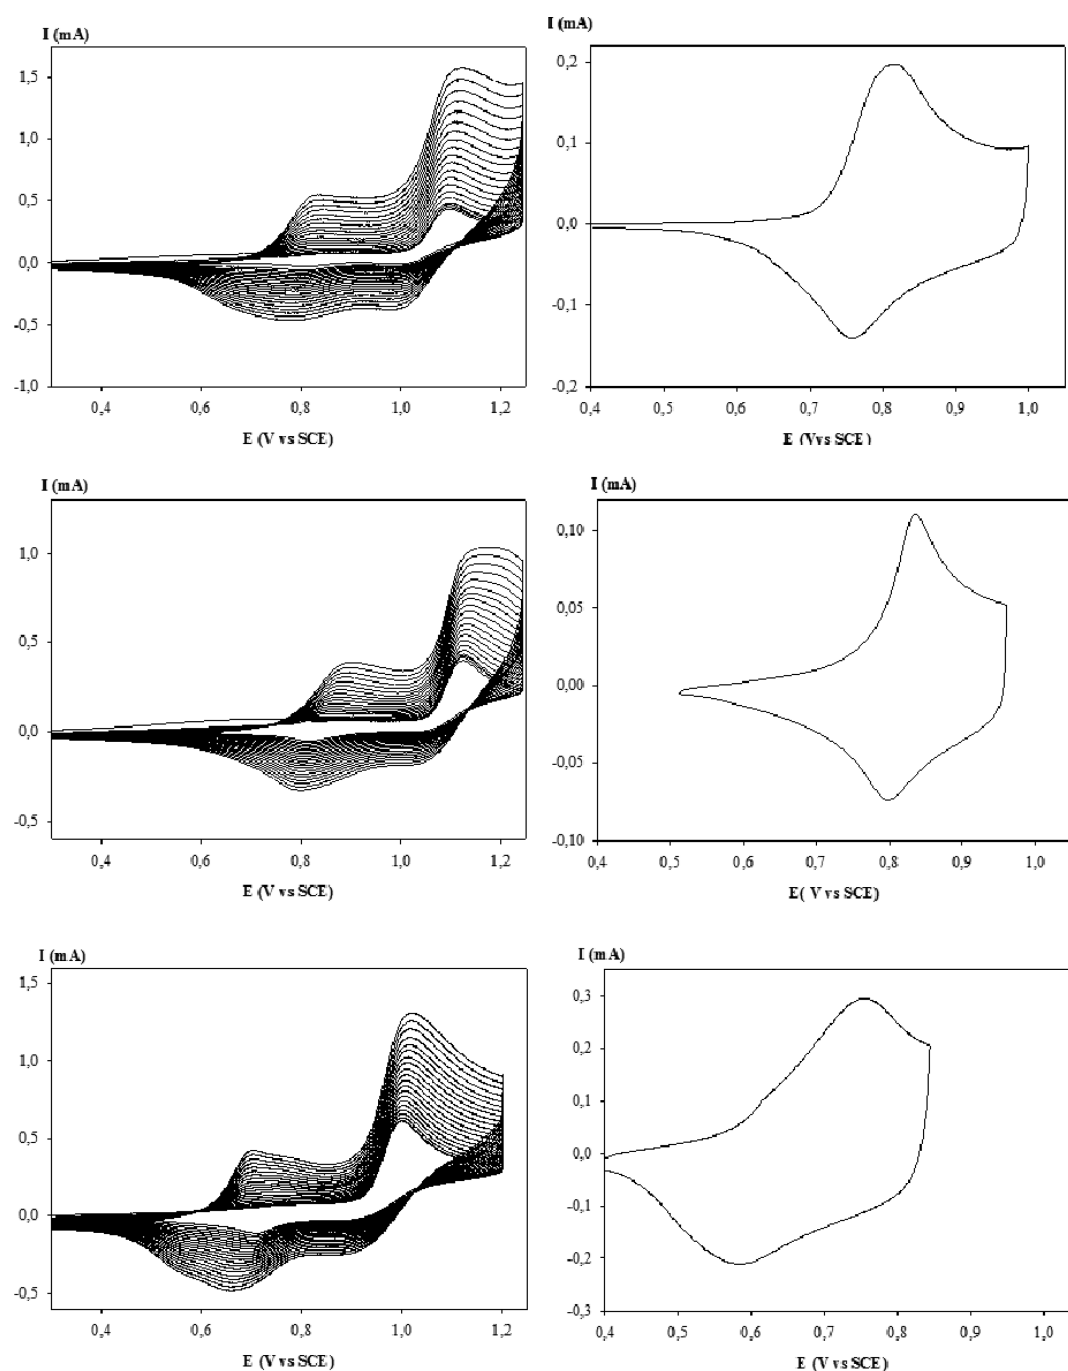 I (mA)
1,5
1,0
0,5
0,0
-0,5
-1,0
0,4 0,6 0,8 1,0 1,2
E (V vs SCE)
I (mA)
0,2
0,1
0,0
-0,1
-0,2
0,4 0,5 0,6 0,7 0,8 0,9 1,0
E (Vvs SCE)
I (mA)
1,0
0,5
0,0
-0,5
0,4 0,6 0,8 1,0 1,2
E (V vs SCE)
I (mA)
0,10
0,05
0,00
-0,05
-0,10
0,4 0,5 0,6 0,7 0,8 0,9 1,0
E( V vs SCE)
I (mA)
1,5
1,0
0,5
0,0
-0,5
0,4 0,6 0,8 1,0 1,2
E (V vs SCE)
I (mA)
0,3
0,2
0,1
0,0
-0,1
-0,2
-0,3
0,4 0,5 0,6 0,7 0,8 0,9 1,0
E (V vs SCE)